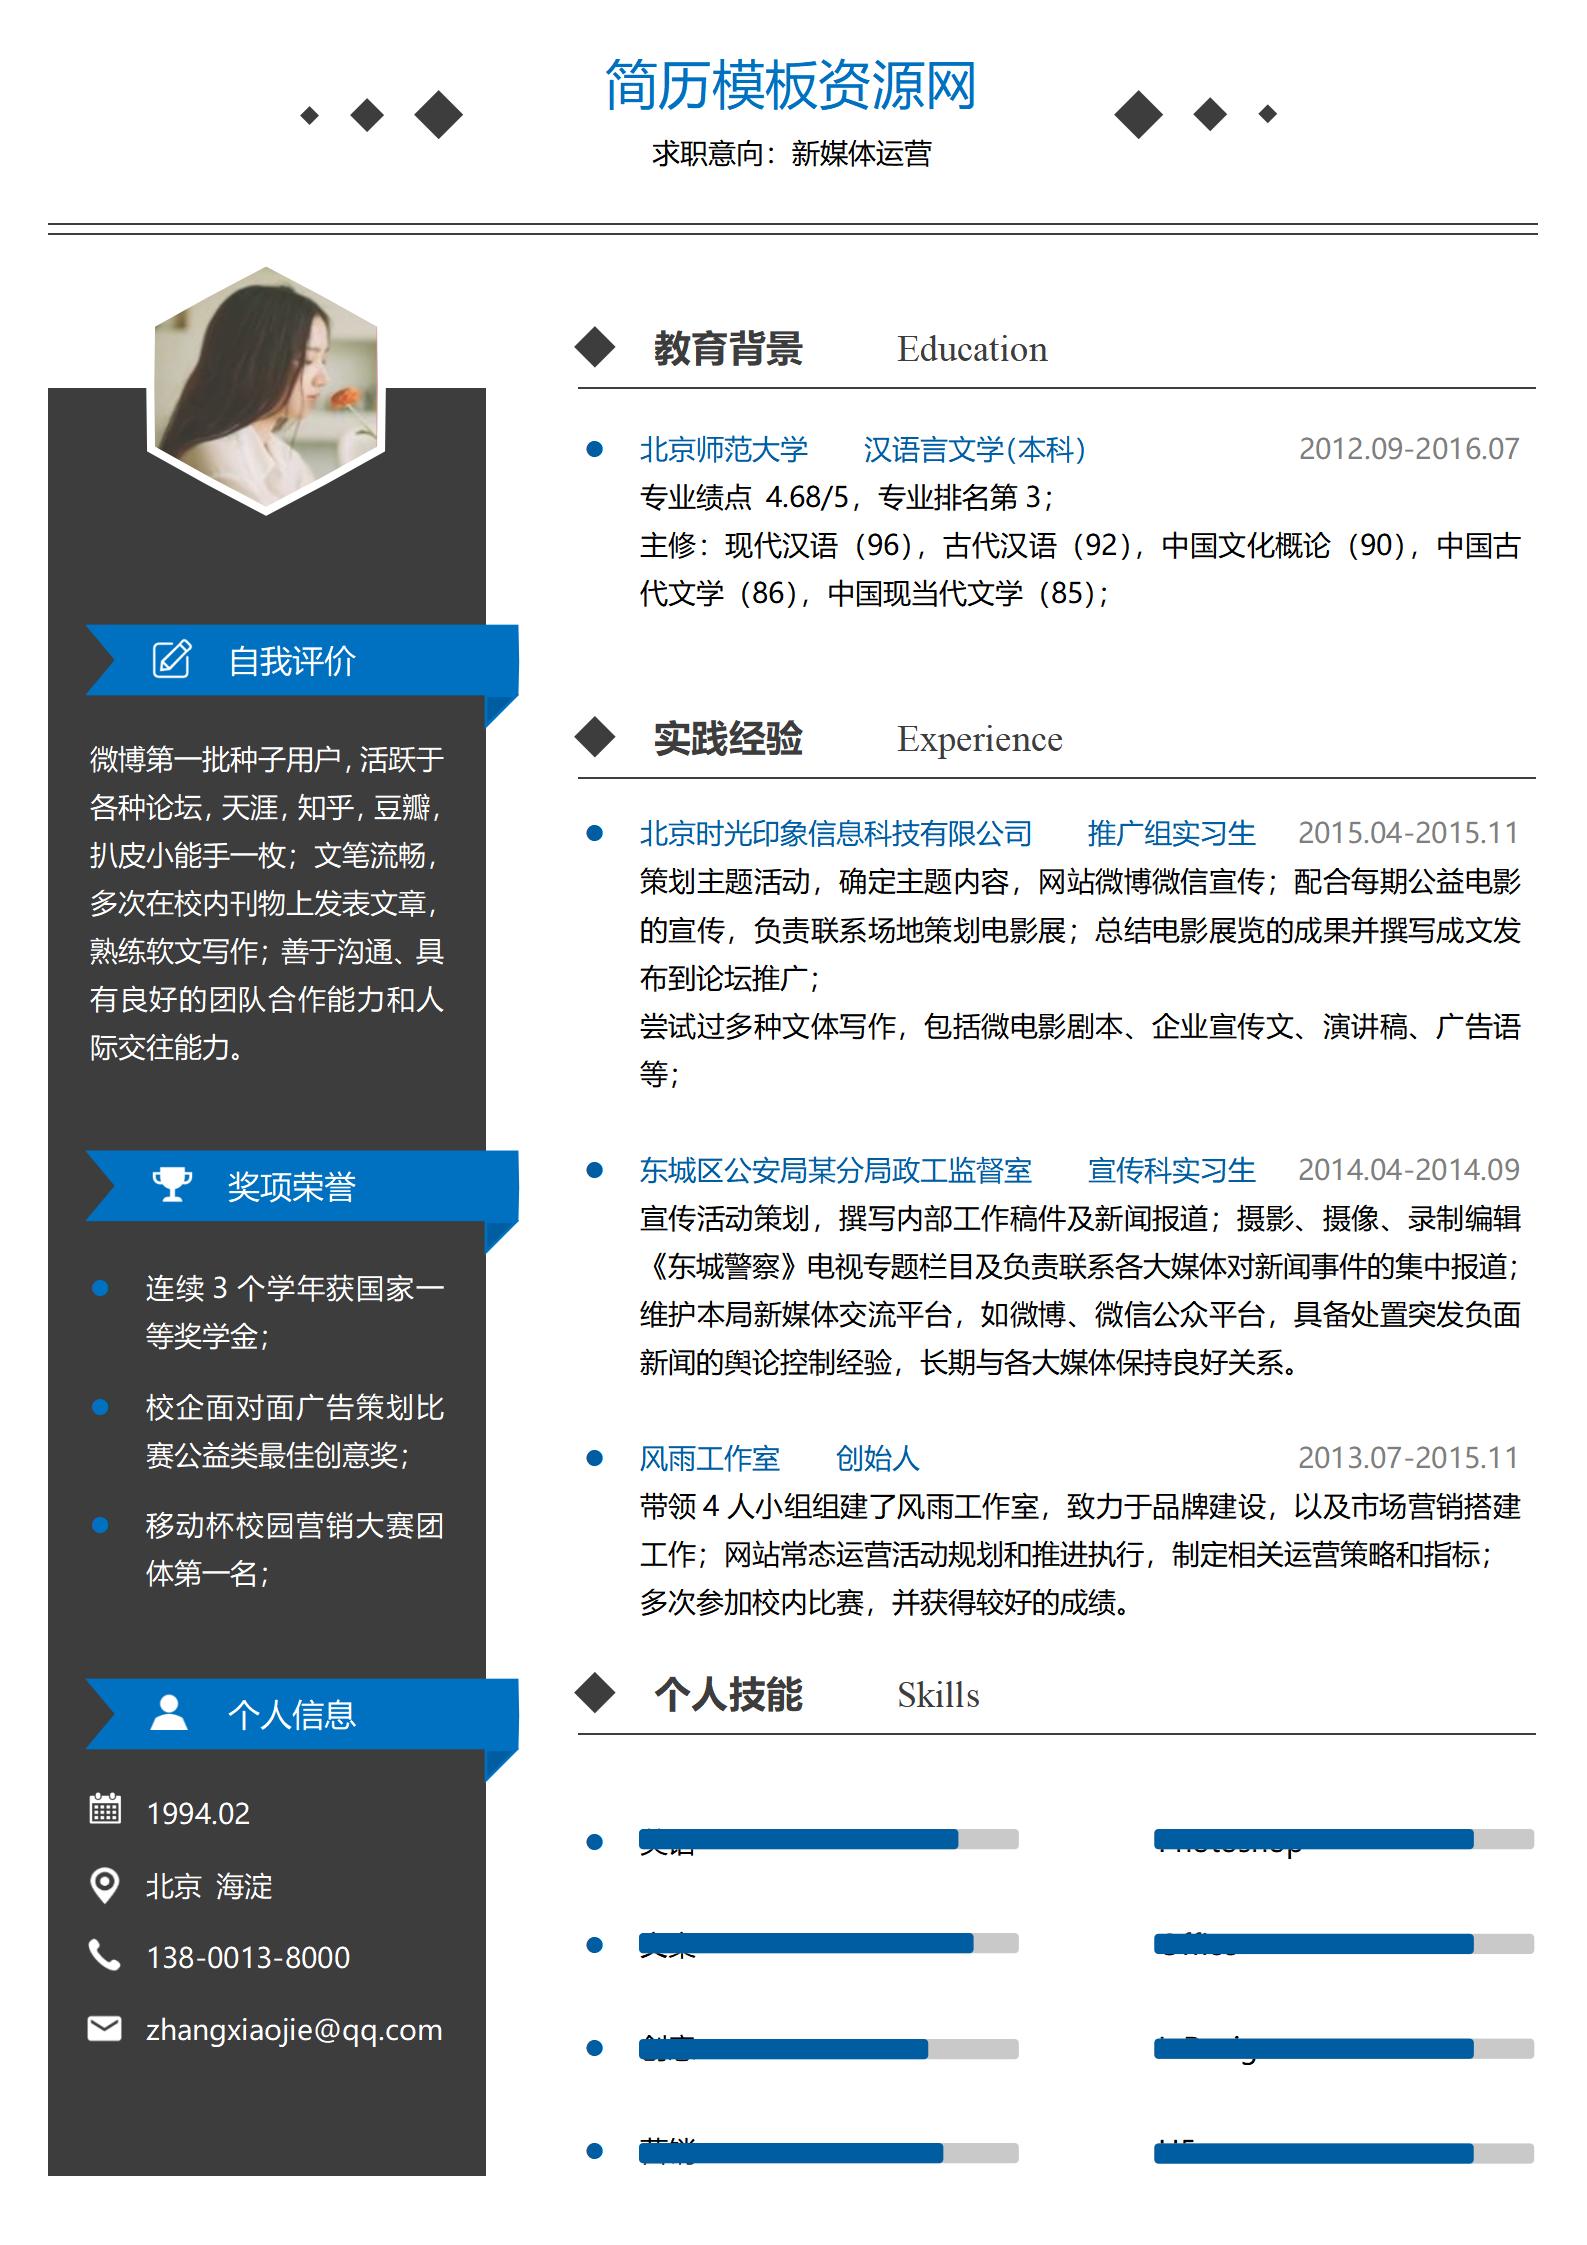 简历模板资源网
求职意向：新媒体运营
自我评价
微博第一批种子用户，活跃于
各种论坛，天涯，知乎，豆瓣，
扒皮小能手一枚；文笔流畅，
多次在校内刊物上发表文章，
熟练软文写作；善于沟通、具
有良好的团队合作能力和人
际交往能力。
奖项荣誉
连续 3 个学年获国家一
等奖学金；
校企面对面广告策划比
赛公益类最佳创意奖；
移动杯校园营销大赛团
体第一名；
个人信息
1994.02
北京 海淀
138-0013-8000
zhangxiaojie@qq.com
教育背景 Education
北京师范大学 汉语言文学（本科） 2012.09-2016.07
专业绩点 4.68/5，专业排名第 3；
主修：现代汉语（96），古代汉语（92），中国文化概论（90），中国古
代文学（86），中国现当代文学（85）；
实践经验 Experience
北京时光印象信息科技有限公司 推广组实习生 2015.04-2015.11
策划主题活动，确定主题内容，网站微博微信宣传；配合每期公益电影
的宣传，负责联系场地策划电影展；总结电影展览的成果并撰写成文发
布到论坛推广；
尝试过多种文体写作，包括微电影剧本、企业宣传文、演讲稿、广告语
等；
东城区公安局某分局政工监督室 宣传科实习生 2014.04-2014.09
宣传活动策划，撰写内部工作稿件及新闻报道；摄影、摄像、录制编辑
《东城警察》电视专题栏目及负责联系各大媒体对新闻事件的集中报道；
维护本局新媒体交流平台，如微博、微信公众平台，具备处置突发负面
新闻的舆论控制经验，长期与各大媒体保持良好关系。
风雨工作室 创始人 2013.07-2015.11
带领 4 人小组组建了风雨工作室，致力于品牌建设，以及市场营销搭建
工作；网站常态运营活动规划和推进执行，制定相关运营策略和指标；
多次参加校内比赛，并获得较好的成绩。
个人技能 Skills